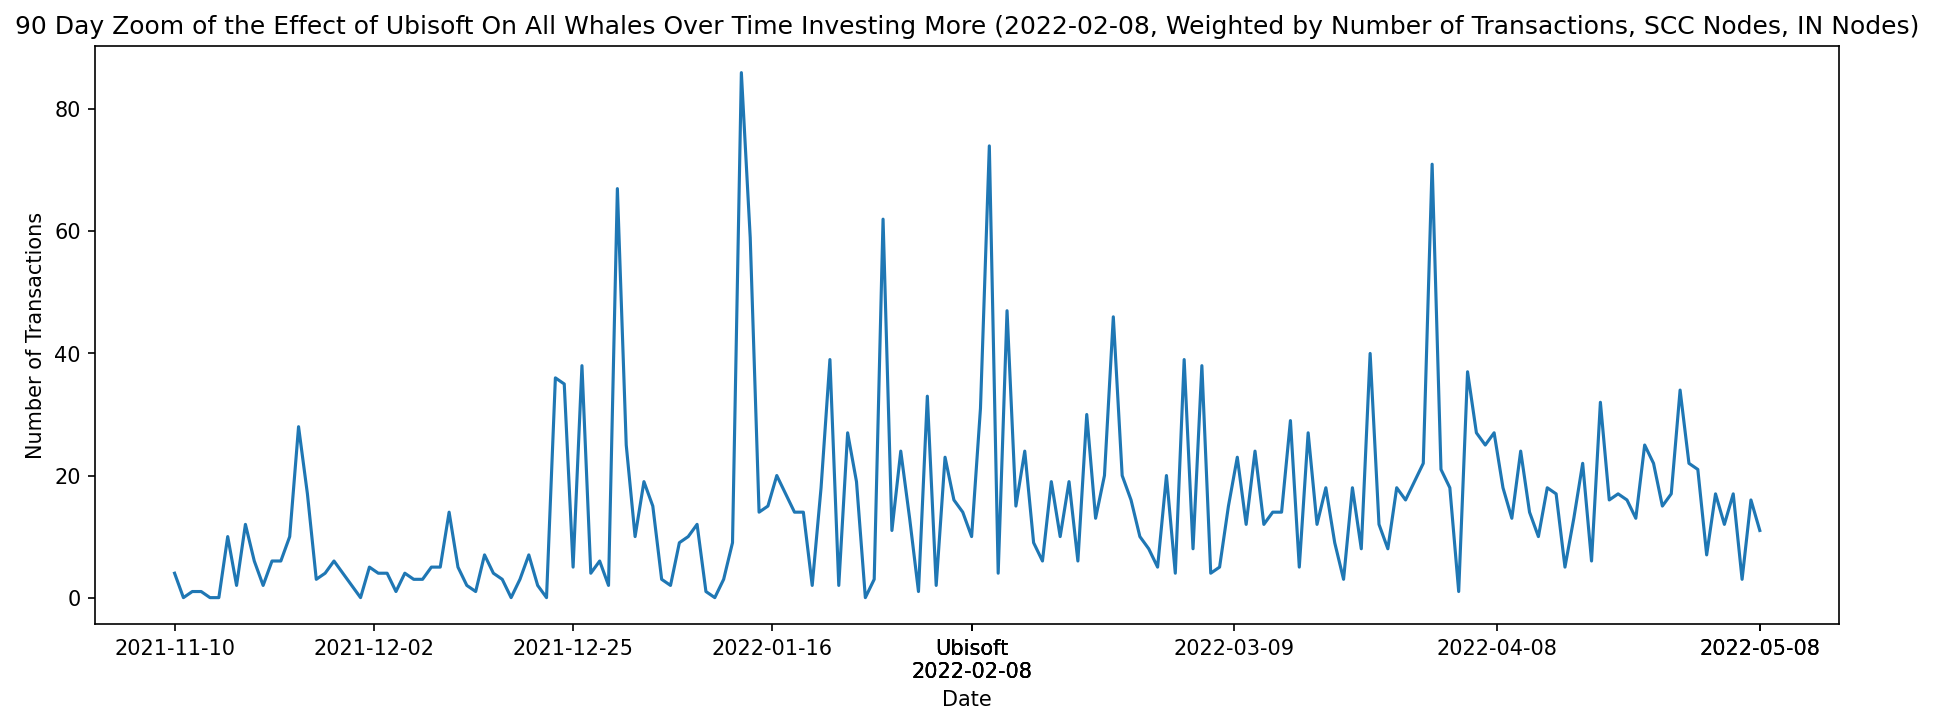 90 Day Zoom of the Effect of Ubisoft On All Whales Over Time Investing More (2022-02-08, Weighted by Number of Transactions, SCC Nodes, IN Nodes)
Number of Transactions
80
60
40
20
0
2021-11-10 2021-12-02 2021-12-25 2022-01-16 Ubisoft 2022-03-09 2022-04-08 2022-05-08
2022-02-08
Date